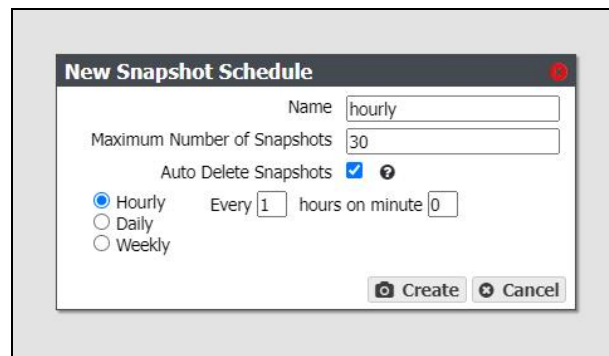 New Snapshot Schedule
Name hourly
Maximum Number of Snapshots 30
Auto Delete Snapshots
Hourly Every 1 hours on minute 0
Daily
Weekly
Create Cancel